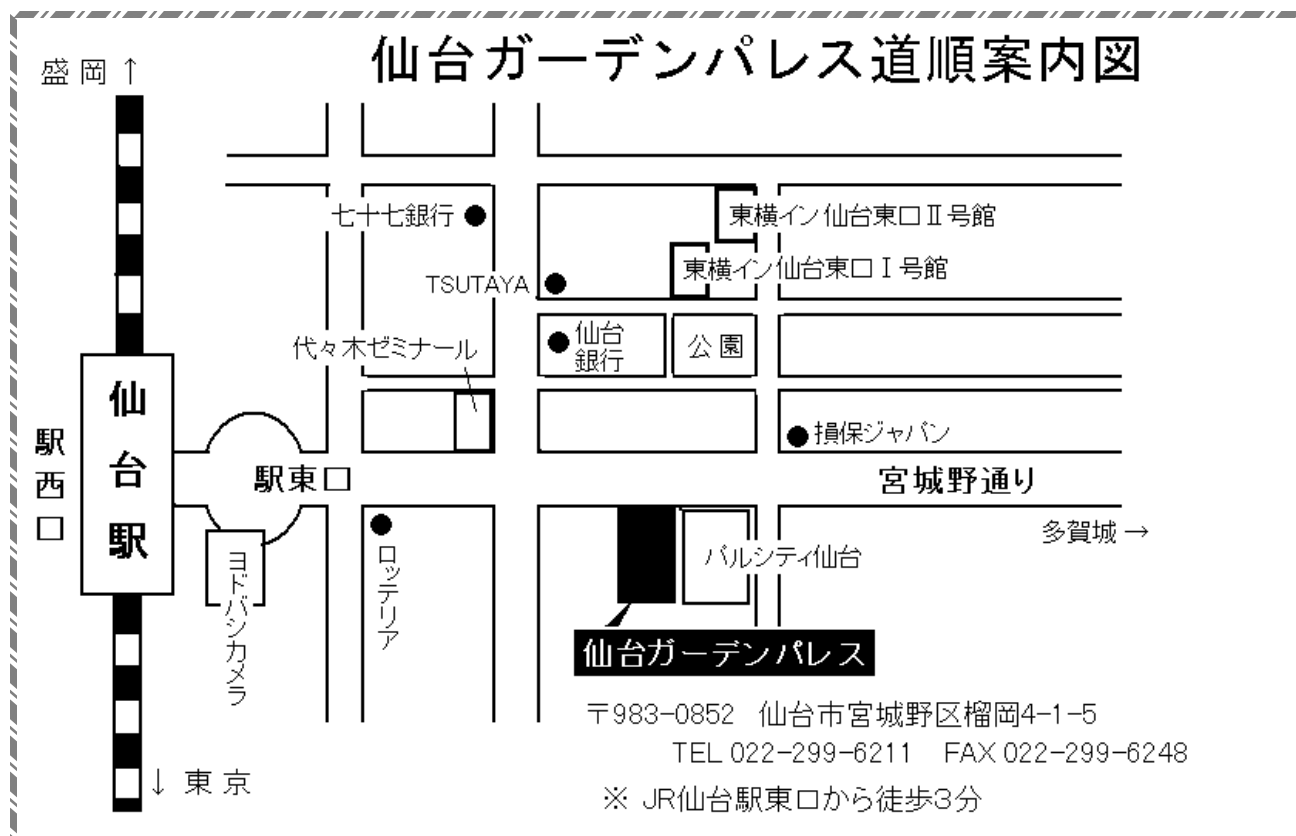 仙台ガーデンパレス道順案内図
盛岡↑
七十七銀行
東横イン仙台東口Ⅱ号館
東横イン仙台東口Ⅰ号館
TSUTAYA
仙台
銀行
公園
代々木ゼミナール
仙台駅
駅西口
駅東口
損保ジャパン
宮城野通り
多賀城→
ヨドバシカメラ
ロッテリア
パルシティ仙台
仙台ガーデンパレス
〒983-0852 仙台市宮城野区榴岡4-1-5
TEL 022-299-6211 FAX 022-299-6248
↓東京
※ JR仙台駅東口から徒歩3分